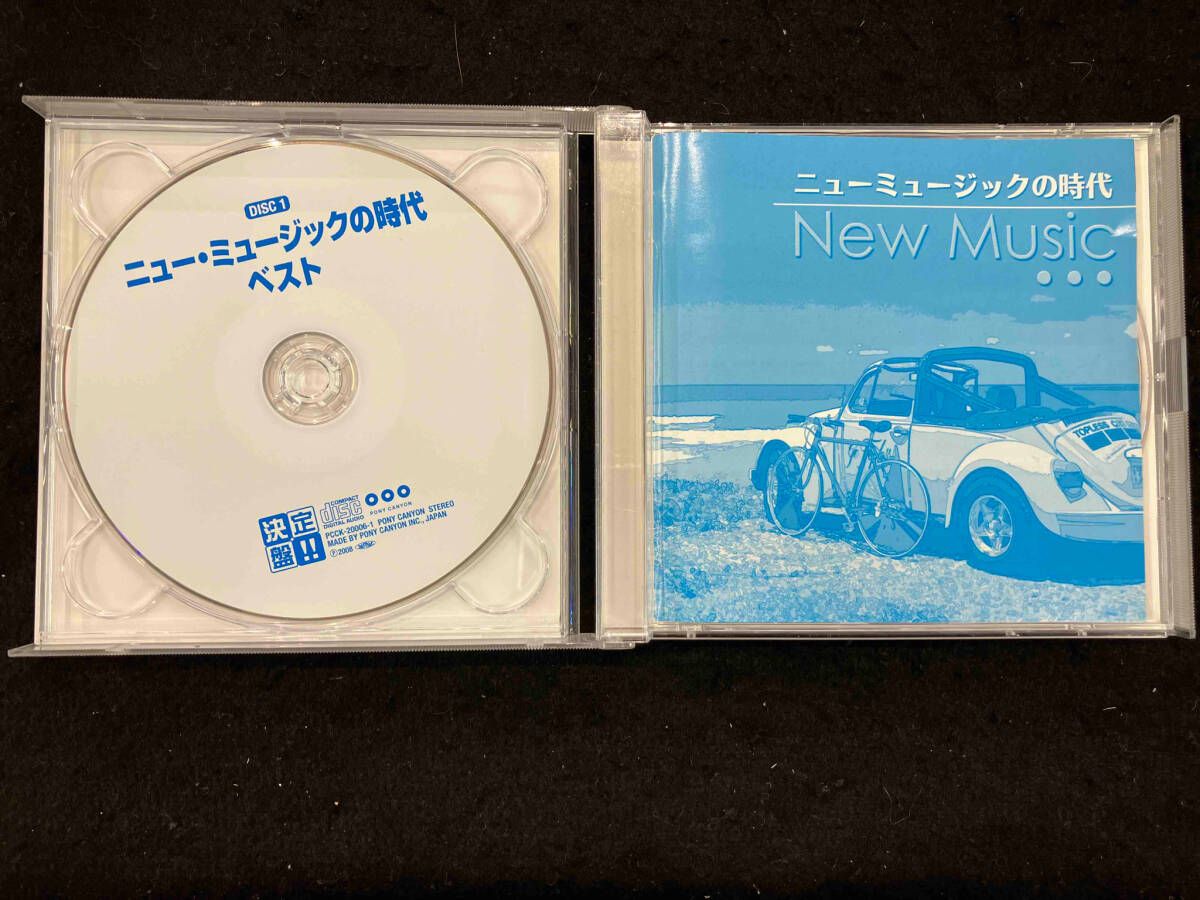 DISC 1
ニュー・ミュージックの時代
ベスト
決定盤!!
COMPACT
disc
DIGITAL AUDIO
PONY CANYON
PCCK-20006-1 PONY CANYON STEREO
MADE BY PONY CANYON INC., JAPAN
Ⓟ2008
ニューミュージックの時代
New Music
TOPLESS